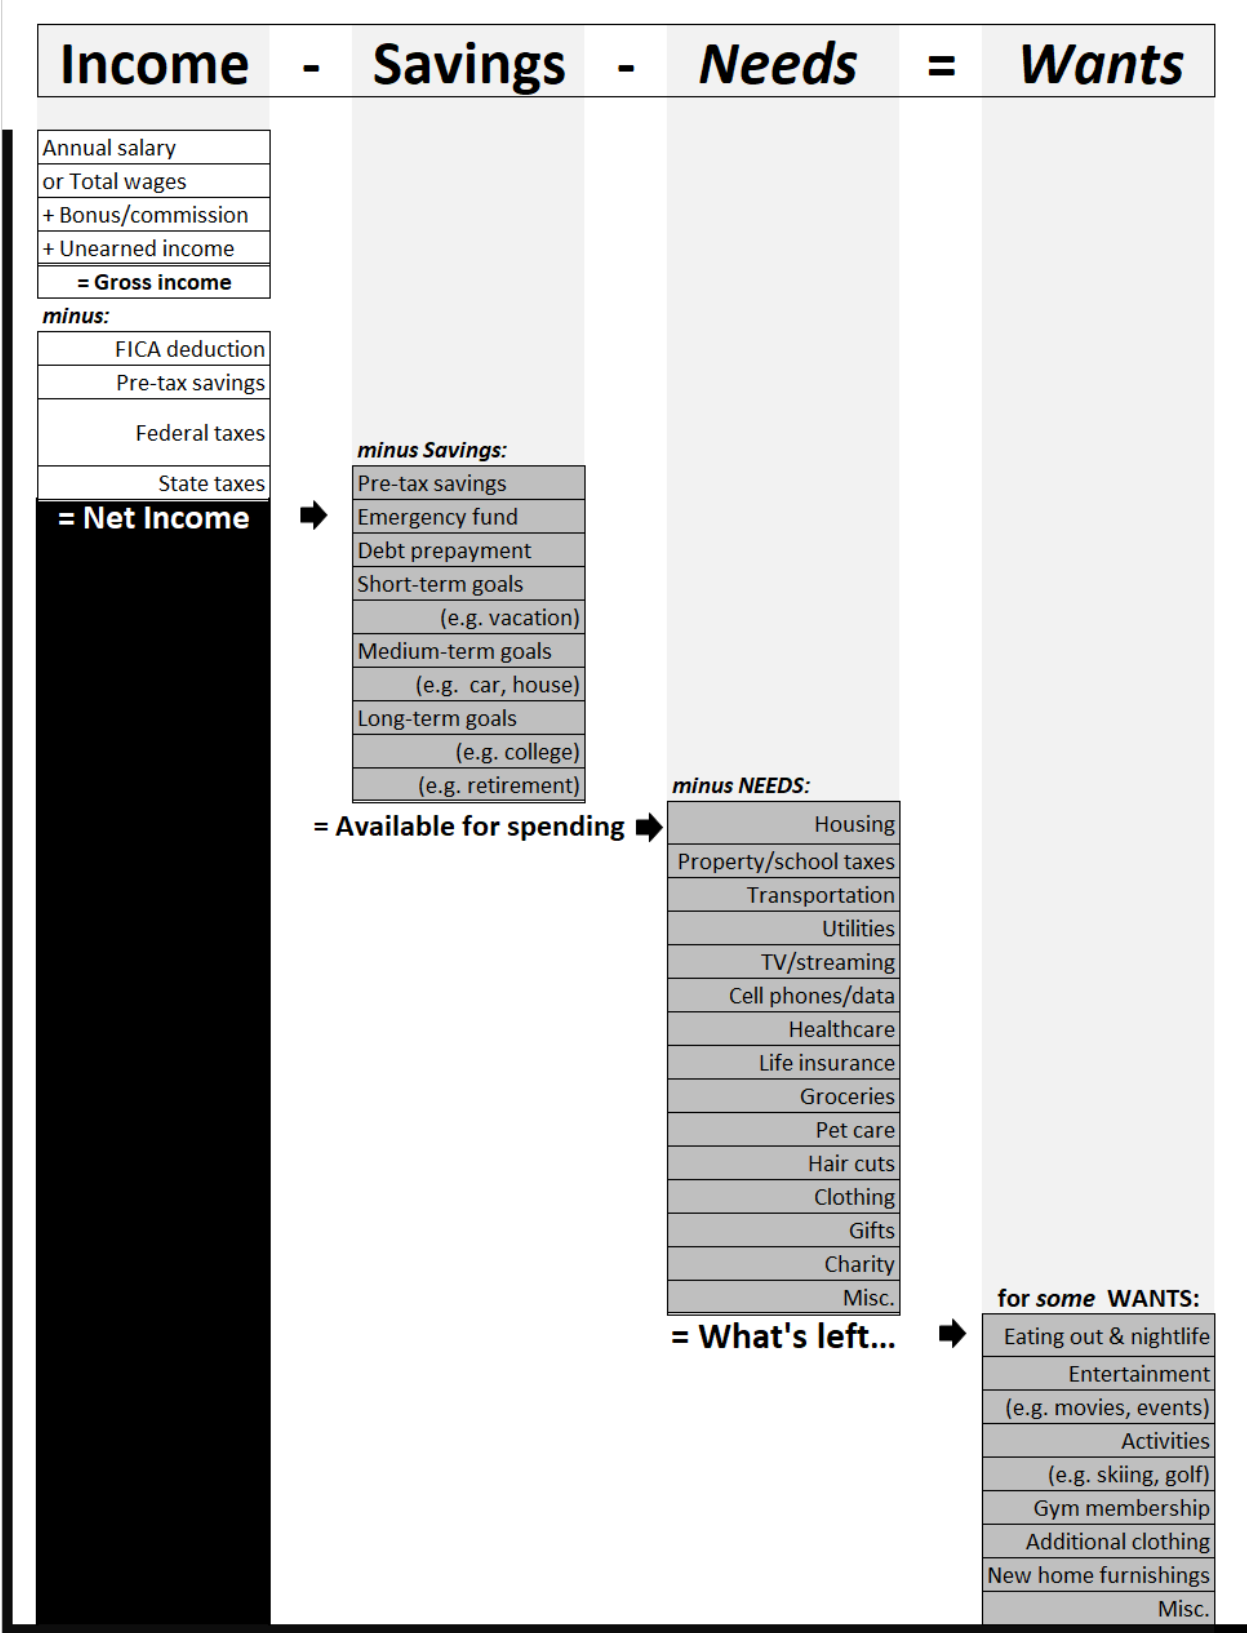 Income - Savings - Needs = Wants
Annual salary
or Total wages
+ Bonus/commission
+ Unearned income
= Gross income
minus:
FICA deduction
Pre-tax savings
Federal taxes
State taxes
= Net Income
minus Savings:
Pre-tax savings
Emergency fund
Debt prepayment
Short-term goals
(e.g. vacation)
Medium-term goals
(e.g. car, house)
Long-term goals
(e.g. college)
(e.g. retirement)
= Available for spending
minus NEEDS:
Housing
Property/school taxes
Transportation
Utilities
TV/streaming
Cell phones/data
Healthcare
Life insurance
Groceries
Pet care
Hair cuts
Clothing
Gifts
Charity
Misc.
= What's left...
for some WANTS:
Eating out & nightlife
Entertainment
(e.g. movies, events)
Activities
(e.g. skiing, golf)
Gym membership
Additional clothing
New home furnishings
Misc.